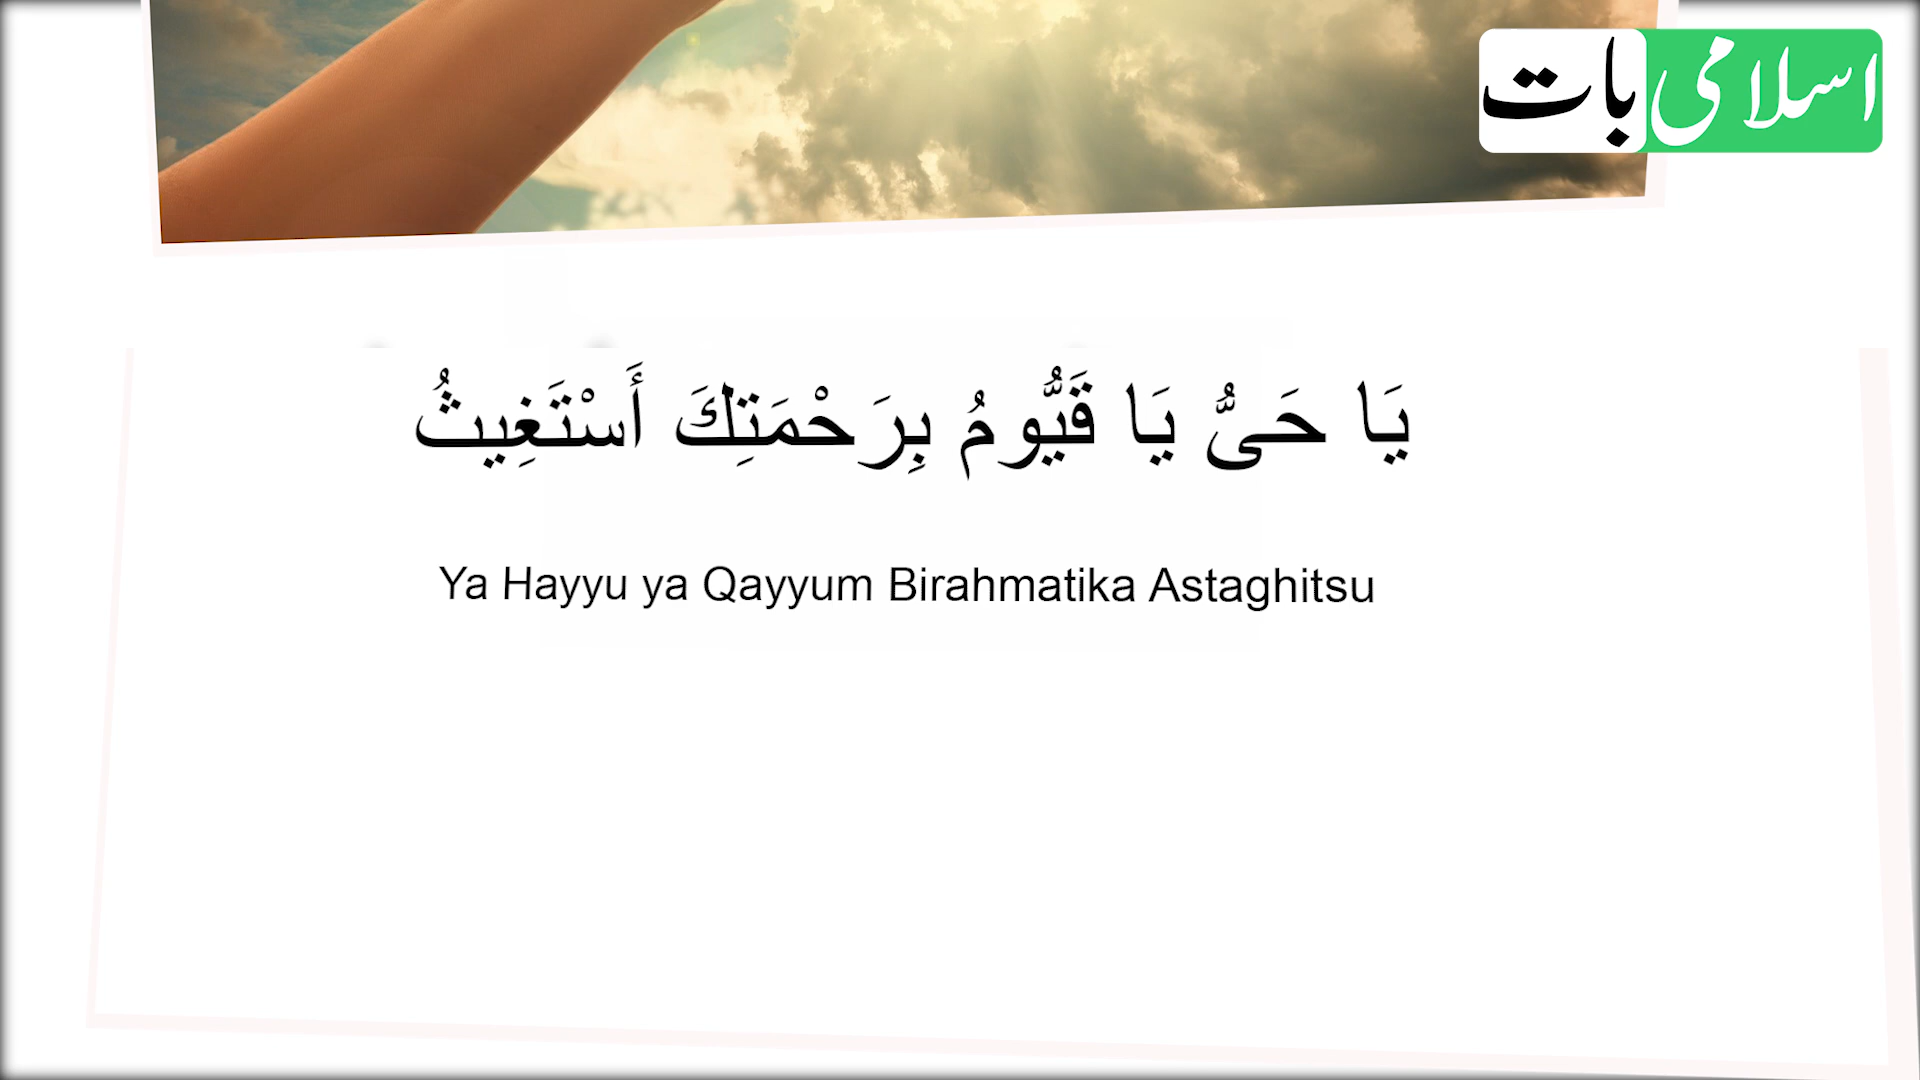 اسلامی بات
يَا حَىُّ يَا قَيُّومُ بِرَحْمَتِكَ أَسْتَغِيثُ
Ya Hayyu ya Qayyum Birahmatika Astaghitsu